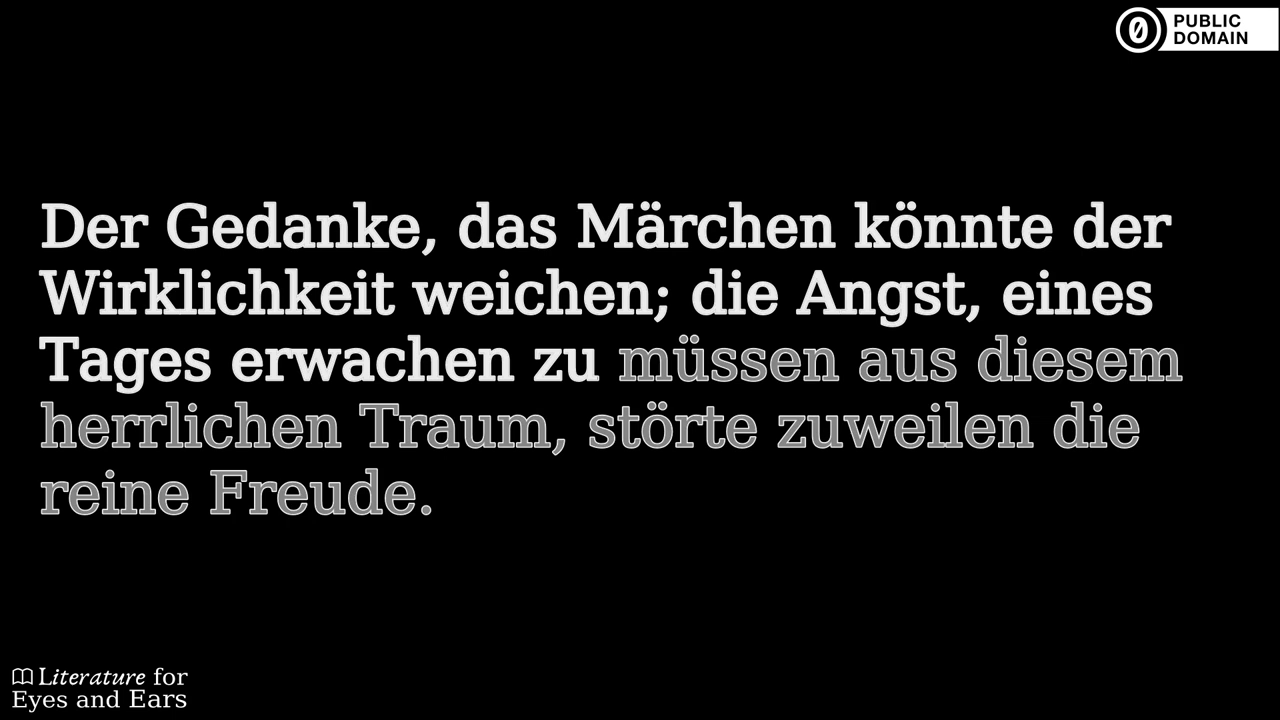 PUBLIC
DOMAIN
Der Gedanke, das Märchen könnte der
Wirklichkeit weichen; die Angst, eines
Tages erwachen zu müssen aus diesem
herrlichen Traum, störte zuweilen die
reine Freude.
Literature for
Eyes and Ears